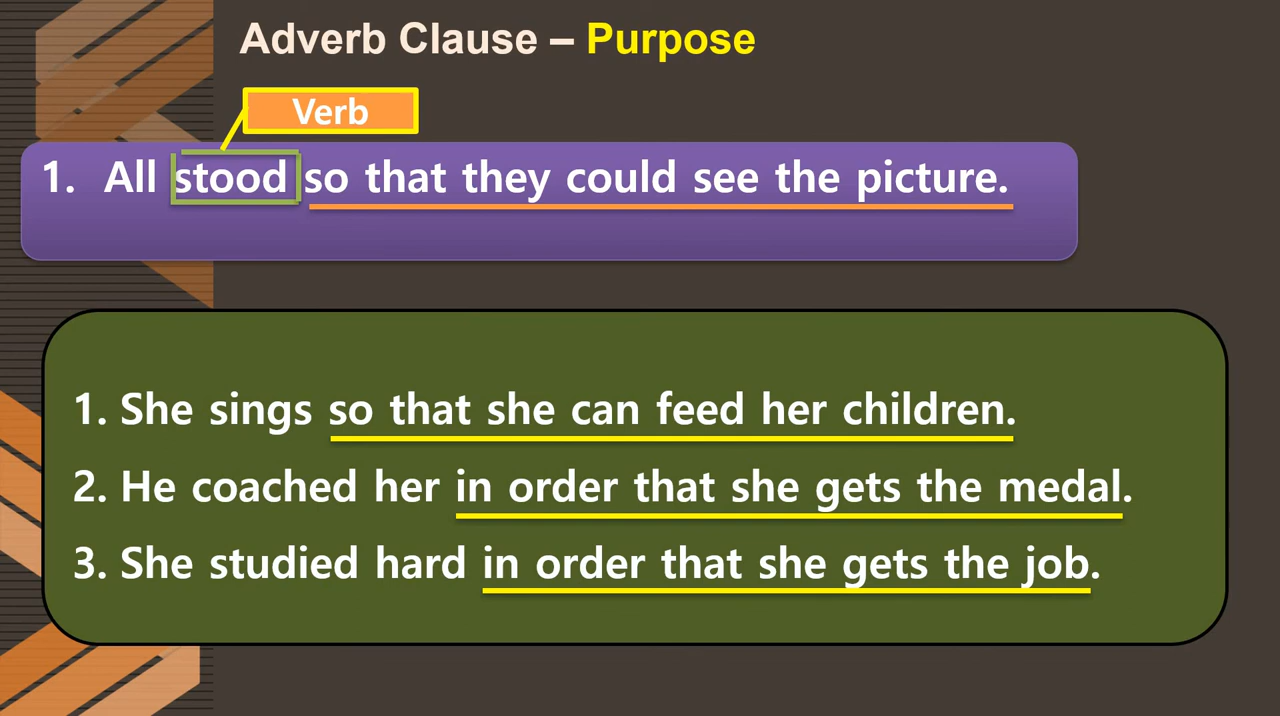 Adverb Clause – Purpose
Verb
1. All stood so that they could see the picture.
1. She sings so that she can feed her children.
2. He coached her in order that she gets the medal.
3. She studied hard in order that she gets the job.